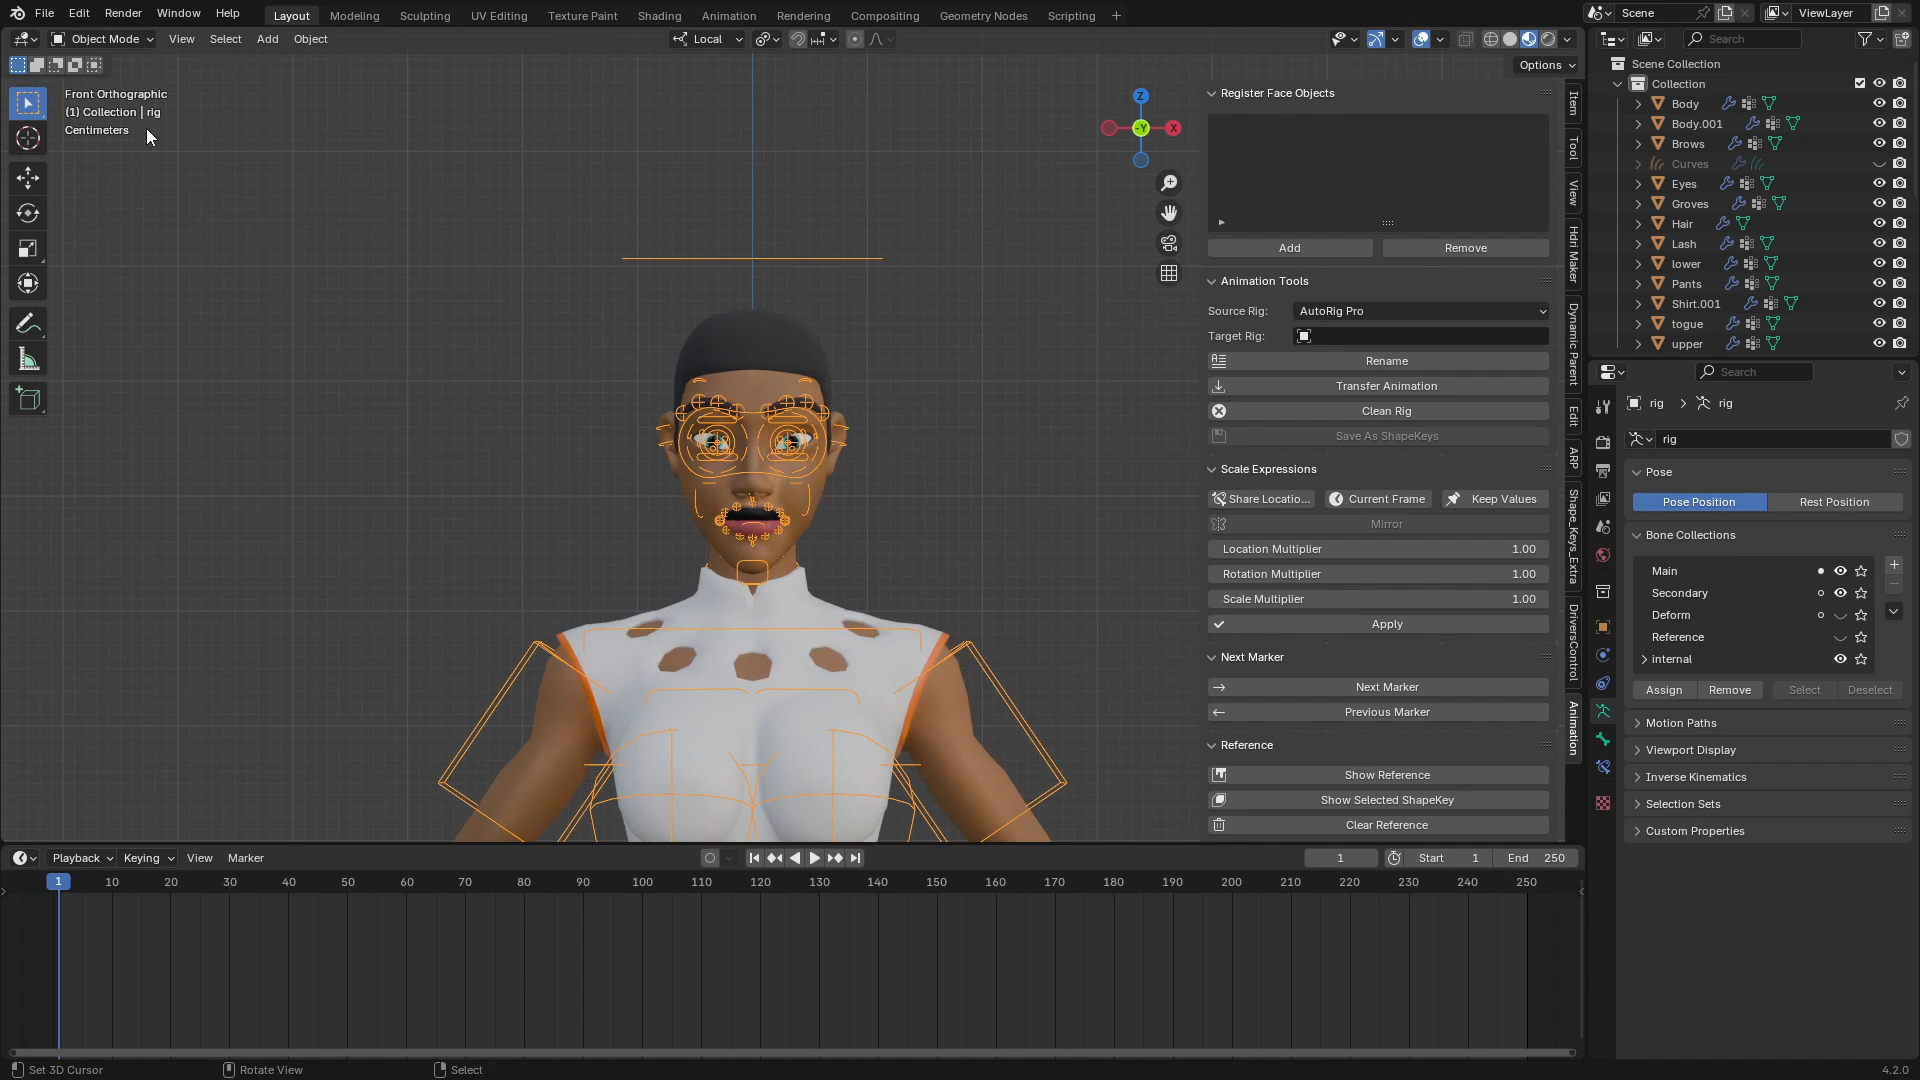 File Edit Render Window Help Layout Modeling Sculpting UV Editing Texture Paint Shading Animation Rendering Compositing Geometry Nodes Scripting + Scene ViewLayer
Object Mode View Select Add Object Local Search
Options
Front Orthographic
(1) Collection | rig
Centimeters
Z
-Y
X
Register Face Objects
Add Remove
Animation Tools
Source Rig: AutoRig Pro
Target Rig:
Rename
Transfer Animation
Clean Rig
Save As ShapeKeys
Scale Expressions
Share Locatio... Current Frame Keep Values
Mirror
Location Multiplier 1.00
Rotation Multiplier 1.00
Scale Multiplier 1.00
Apply
Next Marker
Next Marker
Previous Marker
Reference
Show Reference
Show Selected ShapeKey
Clear Reference
Item
Tool
View
Hdri Maker
Dynamic Parent
Edit
ARP
Shape_Keys_Extra
DriversControl
Animation
Scene Collection
Collection
Body
Body.001
Brows
Curves
Eyes
Groves
Hair
Lash
lower
Pants
Shirt.001
togue
upper
Search
rig > rig
rig
Pose
Pose Position Rest Position
Bone Collections
Main
Secondary
Deform
Reference
internal
Assign Remove Select Deselect
Motion Paths
Viewport Display
Inverse Kinematics
Selection Sets
Custom Properties
Playback Keying View Marker 1 Start 1 End 250
1 10 20 30 40 50 60 70 80 90 100 110 120 130 140 150 160 170 180 190 200 210 220 230 240 250
Set 3D Cursor Rotate View Select 4.2.0